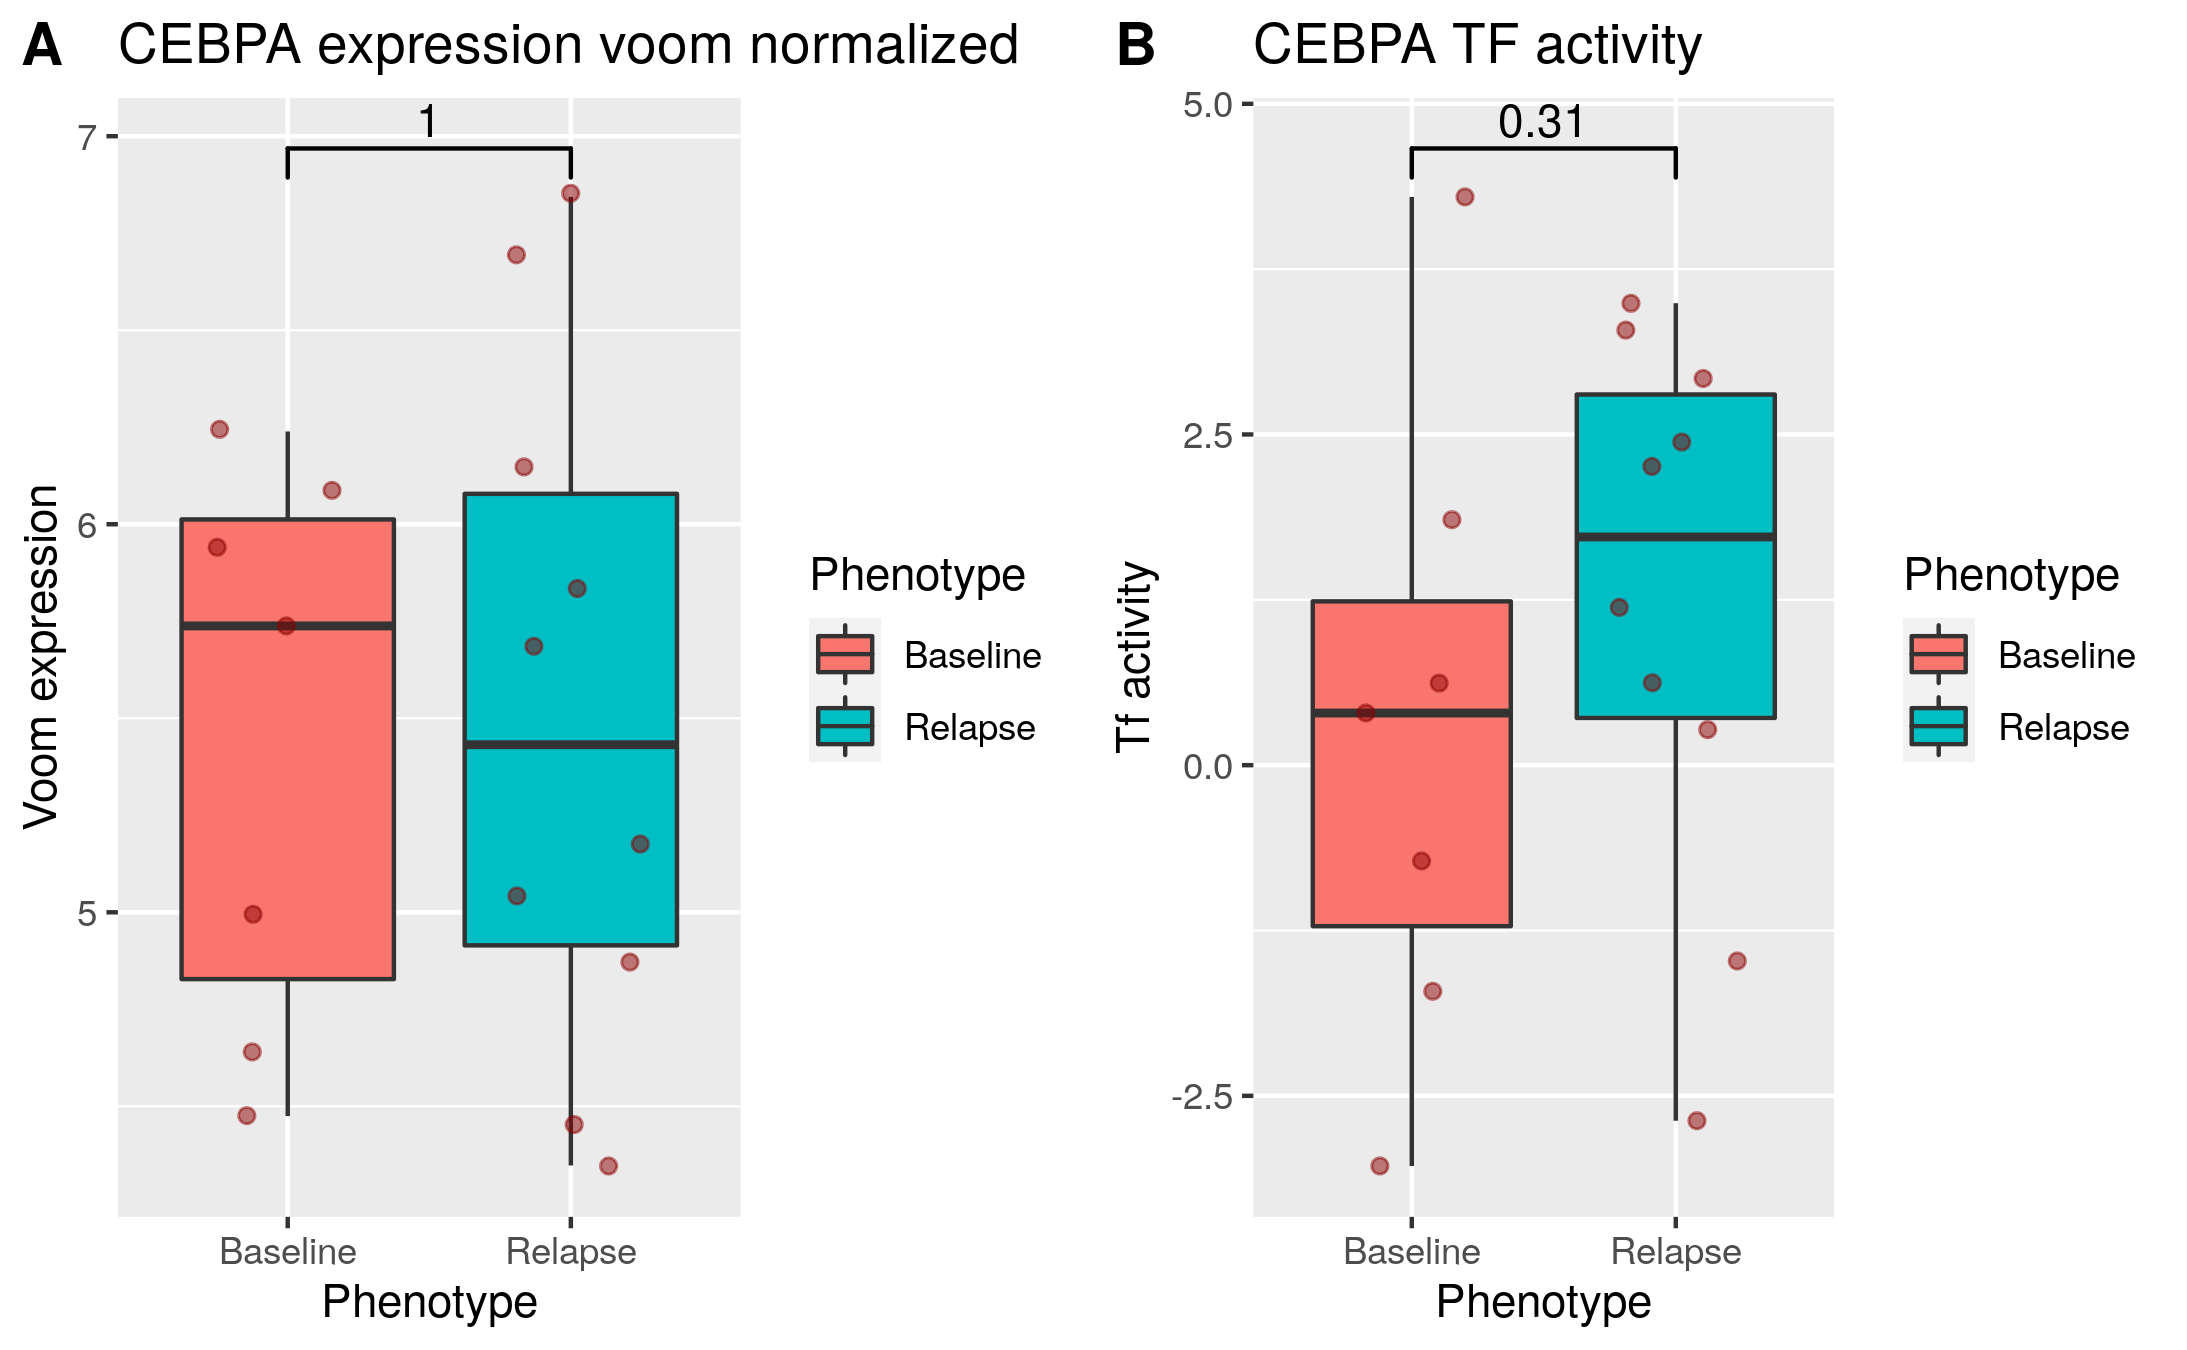 A CEBPA expression voom normalized
7
6
5
Voom expression
1
Baseline Relapse
Phenotype
Phenotype
Baseline
Relapse
B CEBPA TF activity
5.0
2.5
0.0
-2.5
Tf activity
0.31
Baseline Relapse
Phenotype
Phenotype
Baseline
Relapse